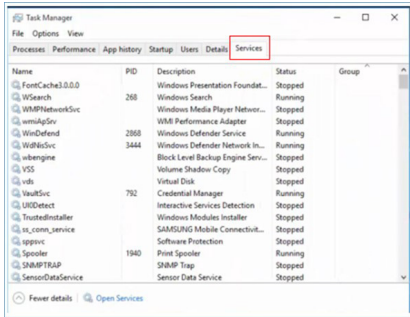 Task Manager
File Options View
Processes Performance App history Startup Users Details Services
Name PID Description Status Group
FontCache3.0.0.0 Windows Presentation Foundat... Stopped
WSearch 268 Windows Search Running
WMPNetworkSvc Windows Media Player Networ... Stopped
wmiApSrv WMI Performance Adapter Stopped
WinDefend 2868 Windows Defender Service Running
WdNisSvc 3444 Windows Defender Network In... Running
wbengine Block Level Backup Engine Serv... Stopped
VSS Volume Shadow Copy Stopped
vds Virtual Disk Stopped
VaultSvc 792 Credential Manager Running
UI0Detect Interactive Services Detection Stopped
TrustedInstaller Windows Modules Installer Stopped
ss_conn_service SAMSUNG Mobile Connectivit... Stopped
sppsvc Software Protection Stopped
Spooler 1940 Print Spooler Running
SNMPTRAP SNMP Trap Stopped
SensorDataService Sensor Data Service Stopped
Fewer details Open Services